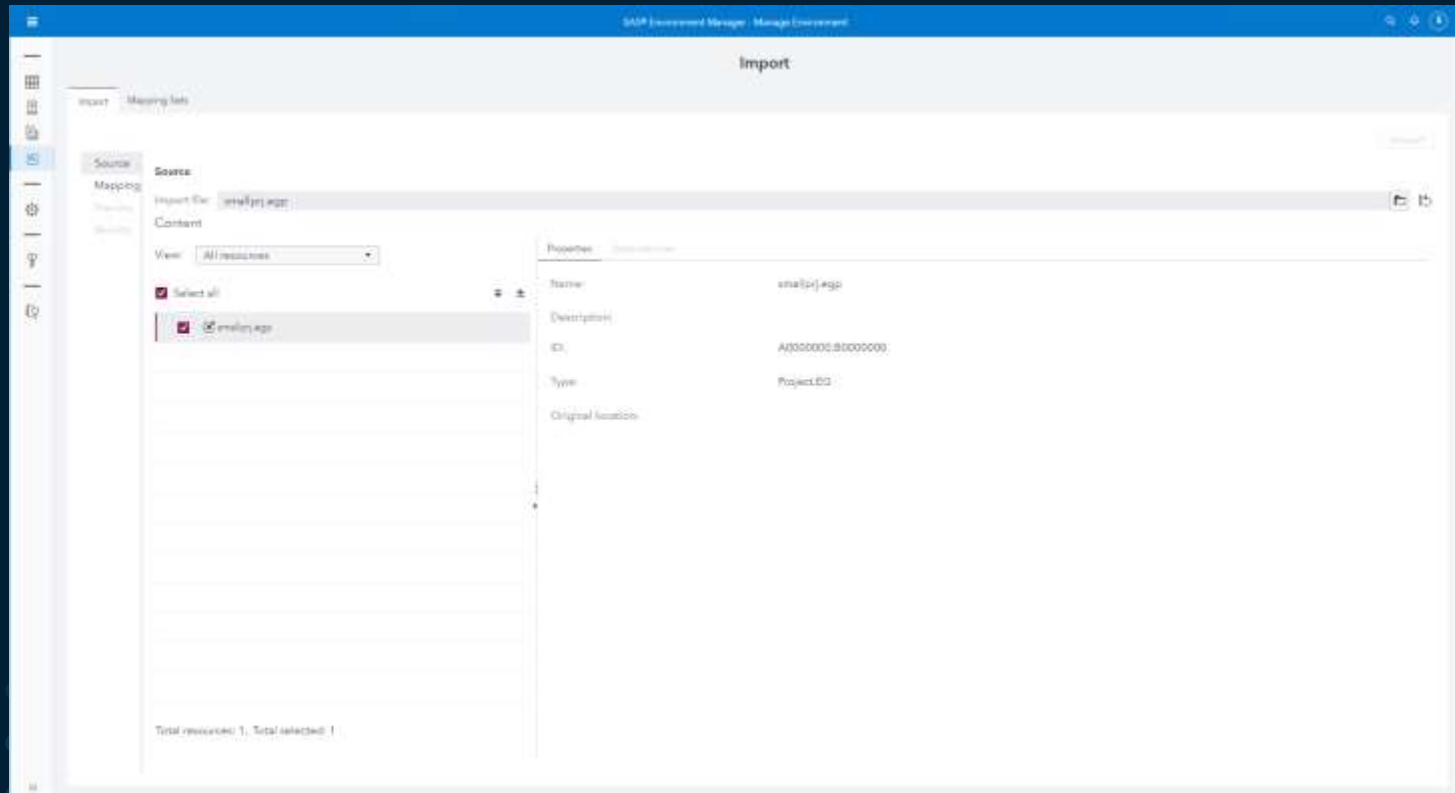 SAS® Environment Manager - Manage Environment
Import
Import Mapping Sets
Source
Mapping
Source
Import file: smallprj.egp
Content
View: All resources
Properties
Select all
smallprj.egp
Name: smallprj.egp
Description:
ID: A0000000.B0000000
Type: Project.EG
Original location:
Total resources: 1, Total selected: 1